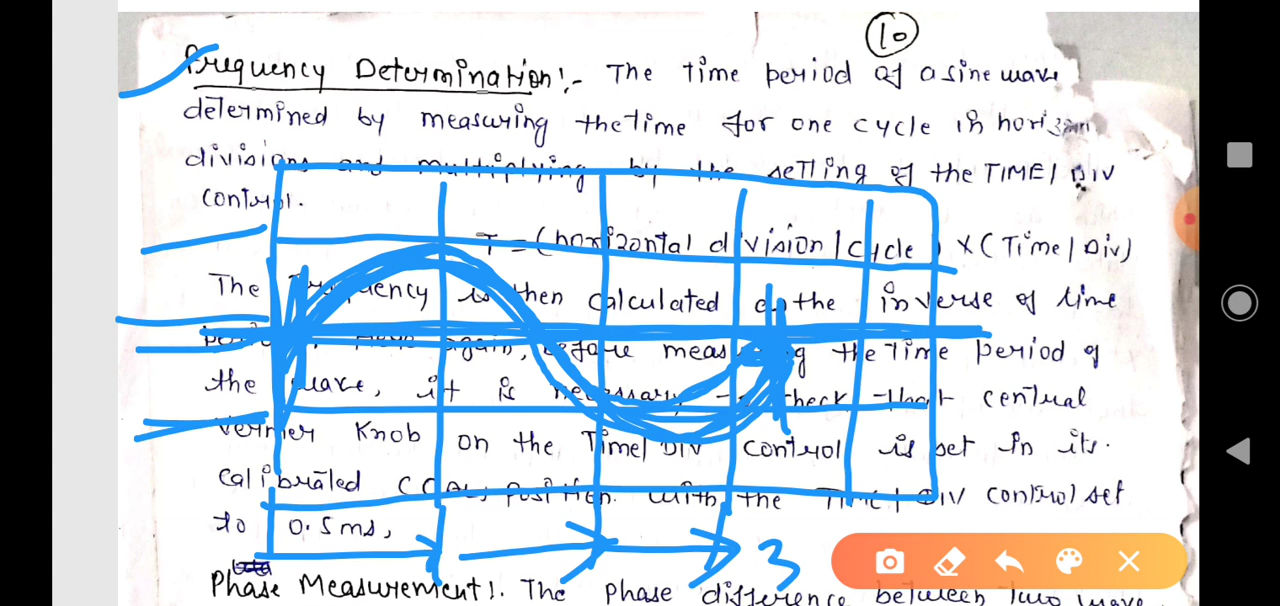 10
Frequency Determination:- The time period of a sine wave
determined by measuring the time for one cycle in horizon
divisions and multiplying by the setting of the TIME/DIV
control.
T = (horizontal division/cycle) X (Time/Div)
The Frequency is then calculated as the inverse of time
again, before measuring the time period of
the wave, it is necessary to check that central
Vernier Knob on the Time/DIV control is set in its.
Calibrated (CAL) position. with the TIME/DIV control set
to 0.5ms,
3
Phase Measurement:. The phase difference between two wave